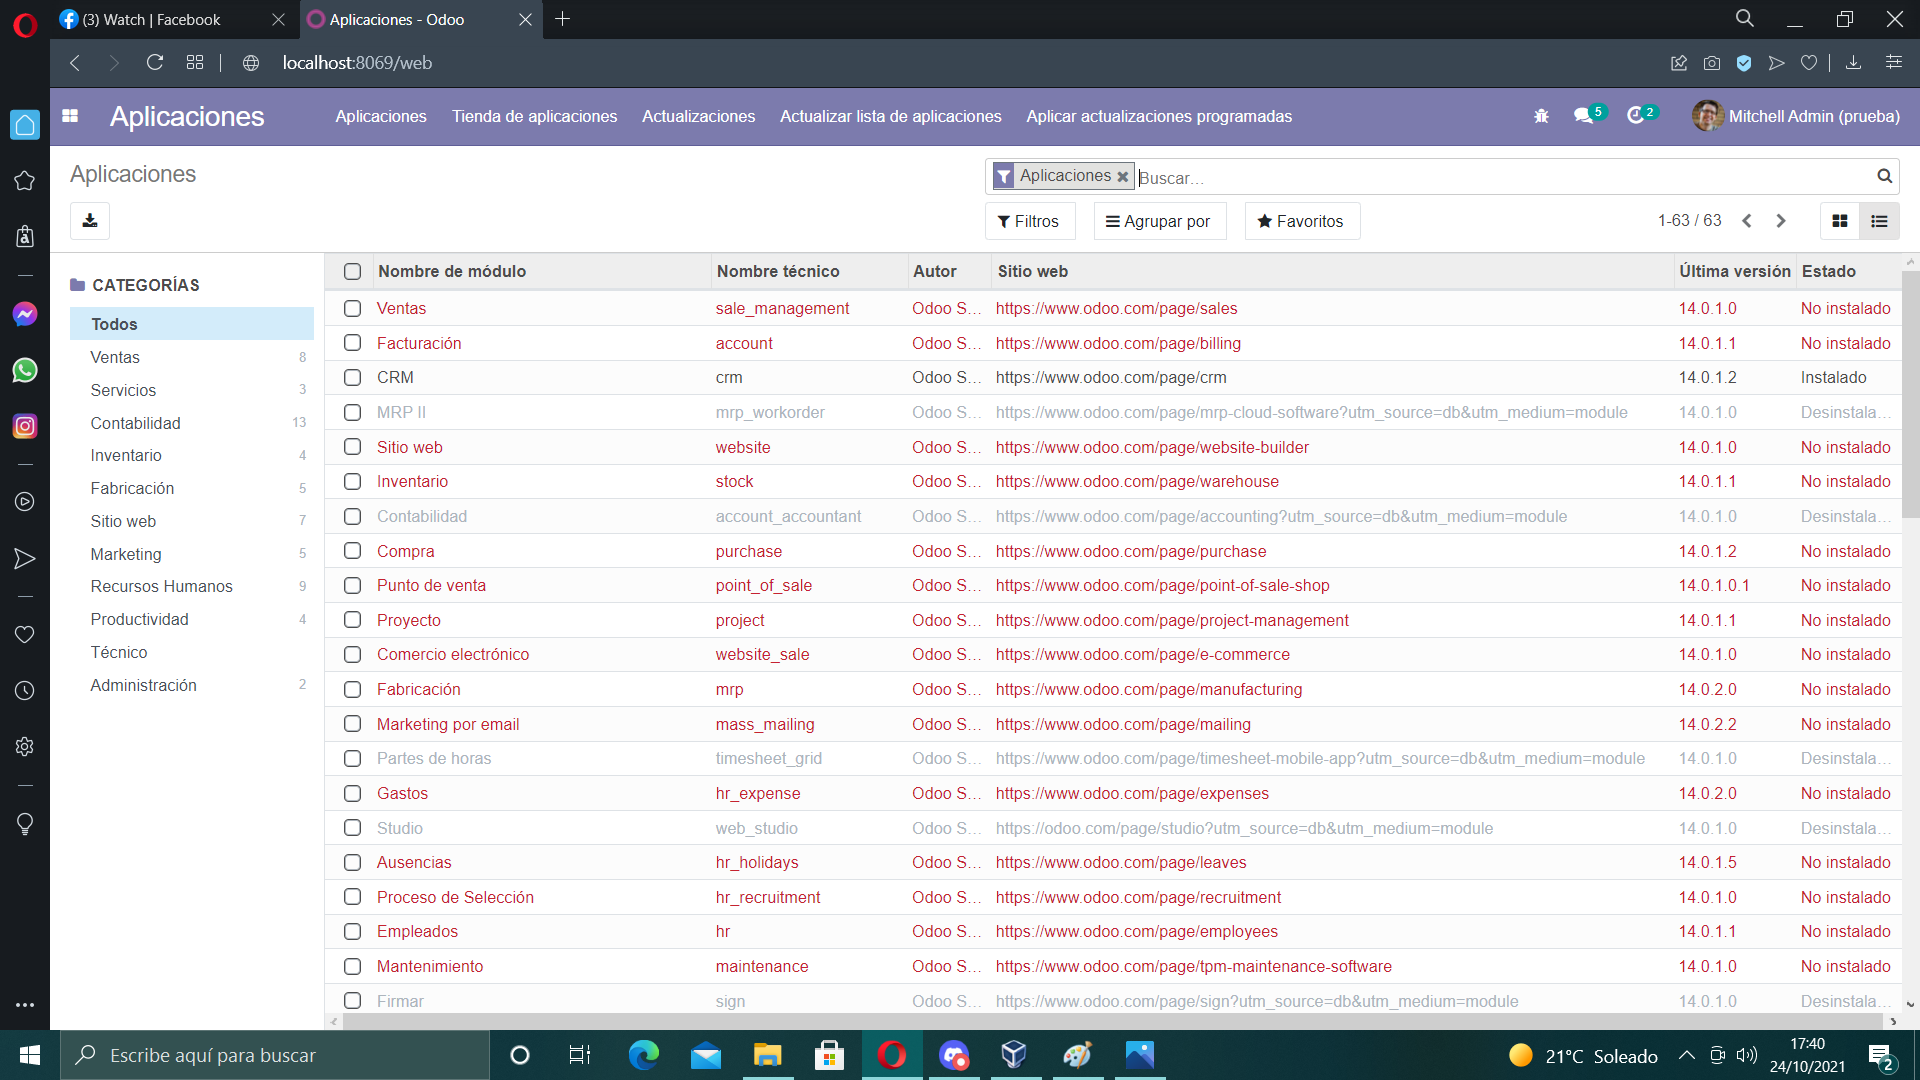 (3) Watch | Facebook
Aplicaciones - Odoo
localhost:8069/web
Aplicaciones
Aplicaciones
Tienda de aplicaciones
Actualizaciones
Actualizar lista de aplicaciones
Aplicar actualizaciones programadas
5
2
Mitchell Admin (prueba)
Aplicaciones
Aplicaciones
Buscar...
Filtros
Agrupar por
Favoritos
1-63 / 63
CATEGORÍAS
Todos
Ventas 8
Servicios 3
Contabilidad 13
Inventario 4
Fabricación 5
Sitio web 7
Marketing 5
Recursos Humanos 9
Productividad 4
Técnico
Administración 2
Nombre de módulo Nombre técnico Autor Sitio web Última versión Estado
Ventas sale_management Odoo S... https://www.odoo.com/page/sales 14.0.1.0 No instalado
Facturación account Odoo S... https://www.odoo.com/page/billing 14.0.1.1 No instalado
CRM crm Odoo S... https://www.odoo.com/page/crm 14.0.1.2 Instalado
MRP II mrp_workorder Odoo S... https://www.odoo.com/page/mrp-cloud-software?utm_source=db&utm_medium=module 14.0.1.0 Desinstala...
Sitio web website Odoo S... https://www.odoo.com/page/website-builder 14.0.1.0 No instalado
Inventario stock Odoo S... https://www.odoo.com/page/warehouse 14.0.1.1 No instalado
Contabilidad account_accountant Odoo S... https://www.odoo.com/page/accounting?utm_source=db&utm_medium=module 14.0.1.0 Desinstala...
Compra purchase Odoo S... https://www.odoo.com/page/purchase 14.0.1.2 No instalado
Punto de venta point_of_sale Odoo S... https://www.odoo.com/page/point-of-sale-shop 14.0.1.0.1 No instalado
Proyecto project Odoo S... https://www.odoo.com/page/project-management 14.0.1.1 No instalado
Comercio electrónico website_sale Odoo S... https://www.odoo.com/page/e-commerce 14.0.1.0 No instalado
Fabricación mrp Odoo S... https://www.odoo.com/page/manufacturing 14.0.2.0 No instalado
Marketing por email mass_mailing Odoo S... https://www.odoo.com/page/mailing 14.0.2.2 No instalado
Partes de horas timesheet_grid Odoo S... https://www.odoo.com/page/timesheet-mobile-app?utm_source=db&utm_medium=module 14.0.1.0 Desinstala...
Gastos hr_expense Odoo S... https://www.odoo.com/page/expenses 14.0.2.0 No instalado
Studio web_studio Odoo S... https://odoo.com/page/studio?utm_source=db&utm_medium=module 14.0.1.0 Desinstala...
Ausencias hr_holidays Odoo S... https://www.odoo.com/page/leaves 14.0.1.5 No instalado
Proceso de Selección hr_recruitment Odoo S... https://www.odoo.com/page/recruitment 14.0.1.0 No instalado
Empleados hr Odoo S... https://www.odoo.com/page/employees 14.0.1.1 No instalado
Mantenimiento maintenance Odoo S... https://www.odoo.com/page/tpm-maintenance-software 14.0.1.0 No instalado
Firmar sign Odoo S... https://www.odoo.com/page/sign?utm_source=db&utm_medium=module 14.0.1.0 Desinstala...
Escribe aquí para buscar
21°C Soleado
17:40
24/10/2021
2